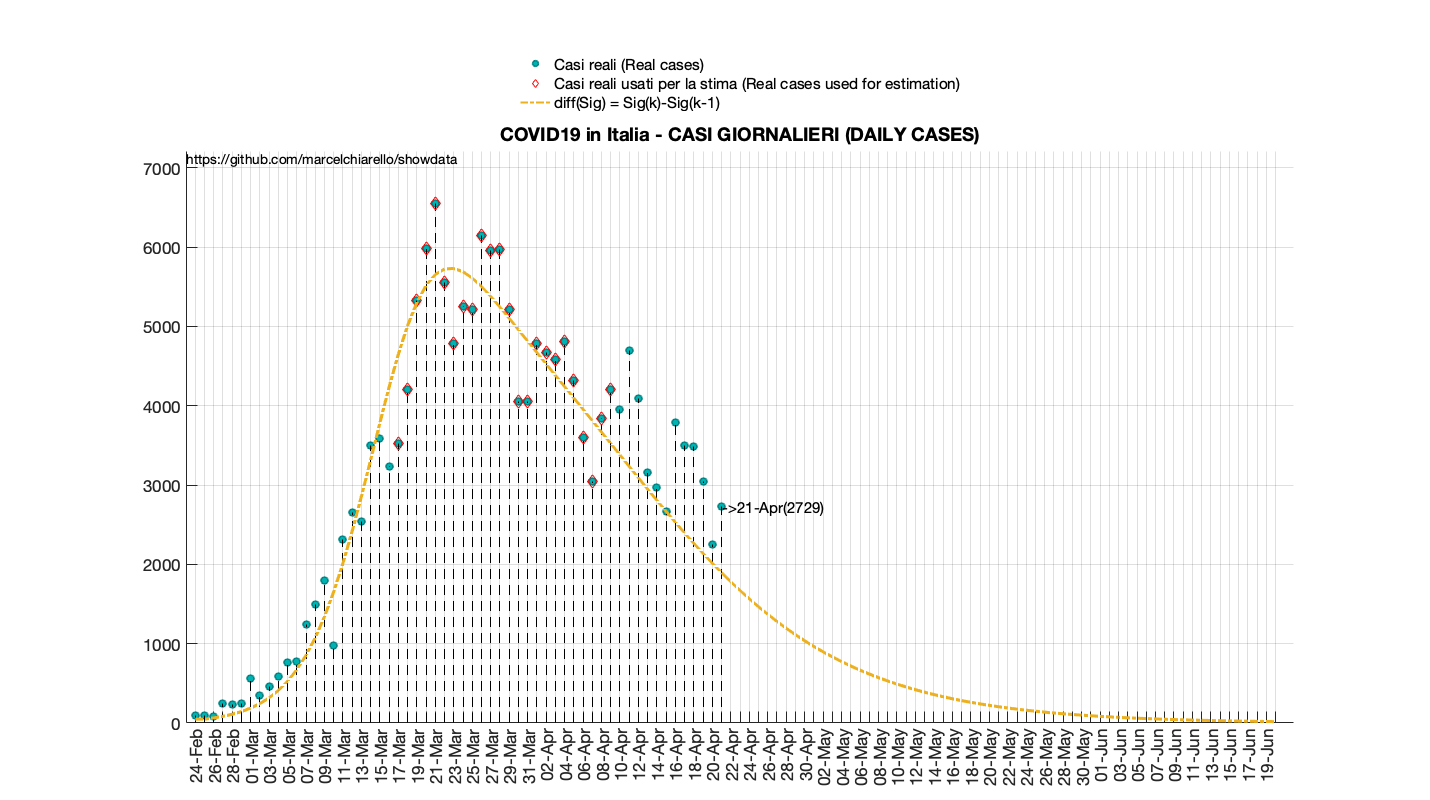 Casi reali (Real cases)
Casi reali usati per la stima (Real cases used for estimation)
diff(Sig) = Sig(k)-Sig(k-1)
COVID19 in Italia - CASI GIORNALIERI (DAILY CASES)
https://github.com/marcelchiarello/showdata
7000
6000
5000
4000
3000
2000
1000
0
->21-Apr(2729)
24-Feb
26-Feb
28-Feb
01-Mar
03-Mar
05-Mar
07-Mar
09-Mar
11-Mar
13-Mar
15-Mar
17-Mar
19-Mar
21-Mar
23-Mar
25-Mar
27-Mar
29-Mar
31-Mar
02-Apr
04-Apr
06-Apr
08-Apr
10-Apr
12-Apr
14-Apr
16-Apr
18-Apr
20-Apr
22-Apr
24-Apr
26-Apr
28-Apr
30-Apr
02-May
04-May
06-May
08-May
10-May
12-May
14-May
16-May
18-May
20-May
22-May
24-May
26-May
28-May
30-May
01-Jun
03-Jun
05-Jun
07-Jun
09-Jun
11-Jun
13-Jun
15-Jun
17-Jun
19-Jun